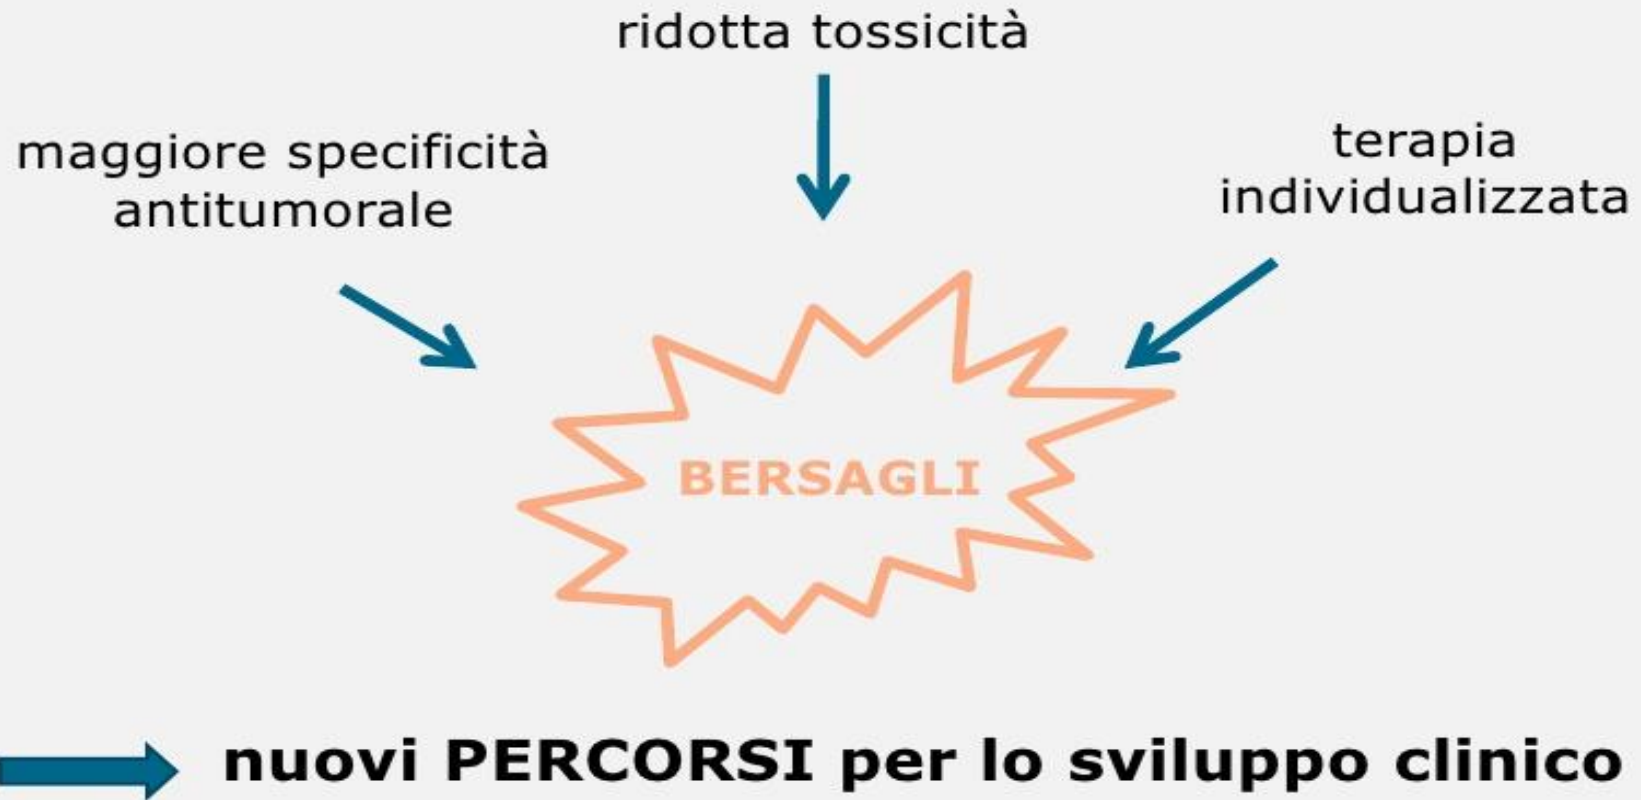 ridotta tossicità
maggiore specificità
antitumorale
terapia
individualizzata
BERSAGLI
nuovi PERCORSI per lo sviluppo clinico